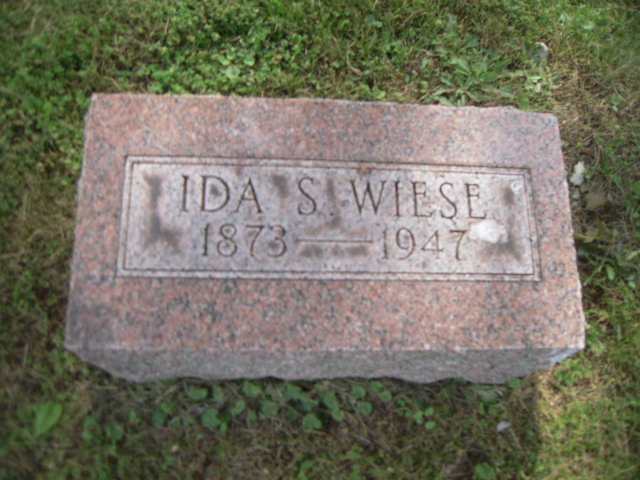 IDA S. WIESE
1873 — 1947